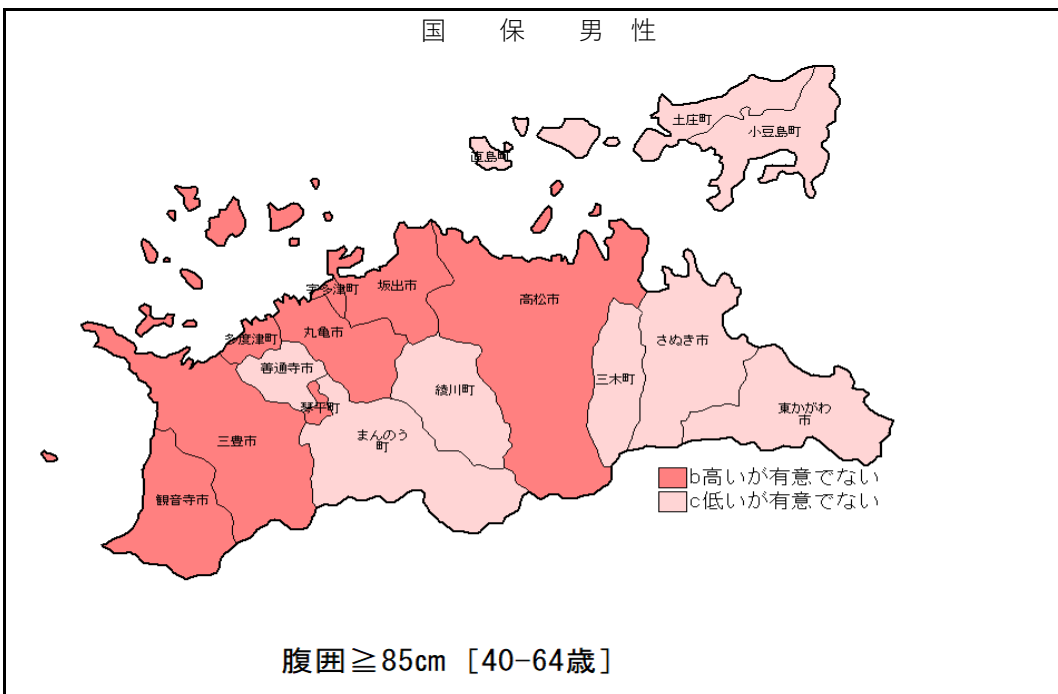 国 保 男 性
土庄町
小豆島町
直島町
宇多津町
坂出市
高松市
多度津町
丸亀市
さぬき市
善通寺市
綾川町
三木町
琴平町
東かがわ
市
まんのう
町
三豊市
観音寺市
b高いが有意でない
c低いが有意でない
腹囲≧85cm [40-64歳]